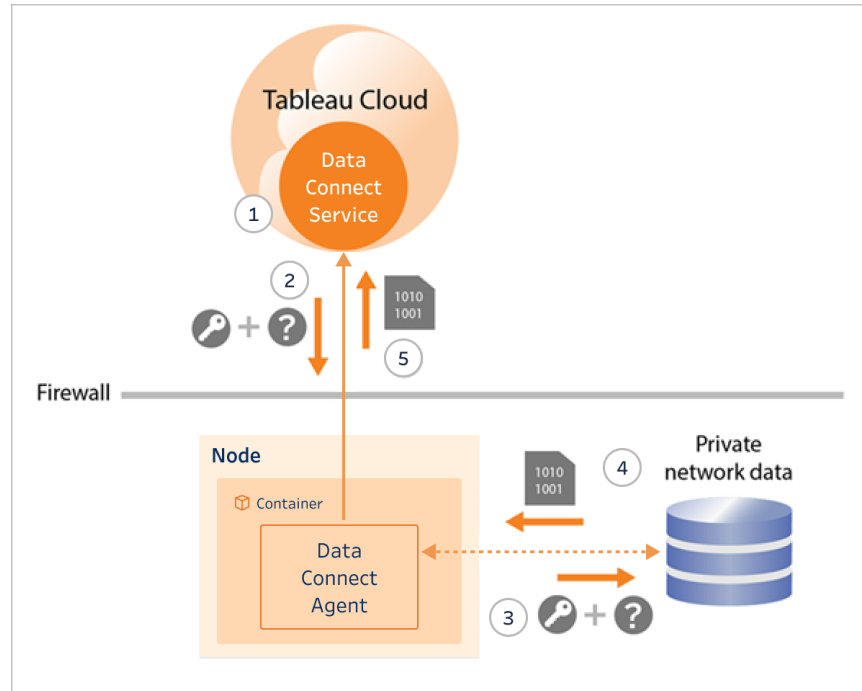 Tableau Cloud
Data
Connect
Service
1
2
?
1010
1001
5
Firewall
Node
Container
Data
Connect
Agent
1010
1001
4
Private
network data
3
?